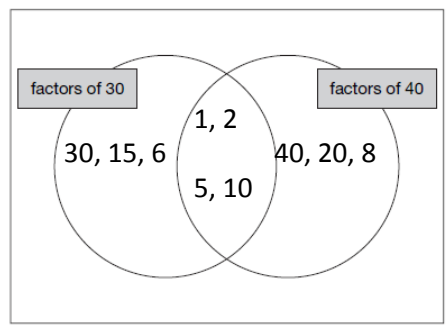 factors of 30
factors of 40
1, 2
30, 15, 6
40, 20, 8
5, 10